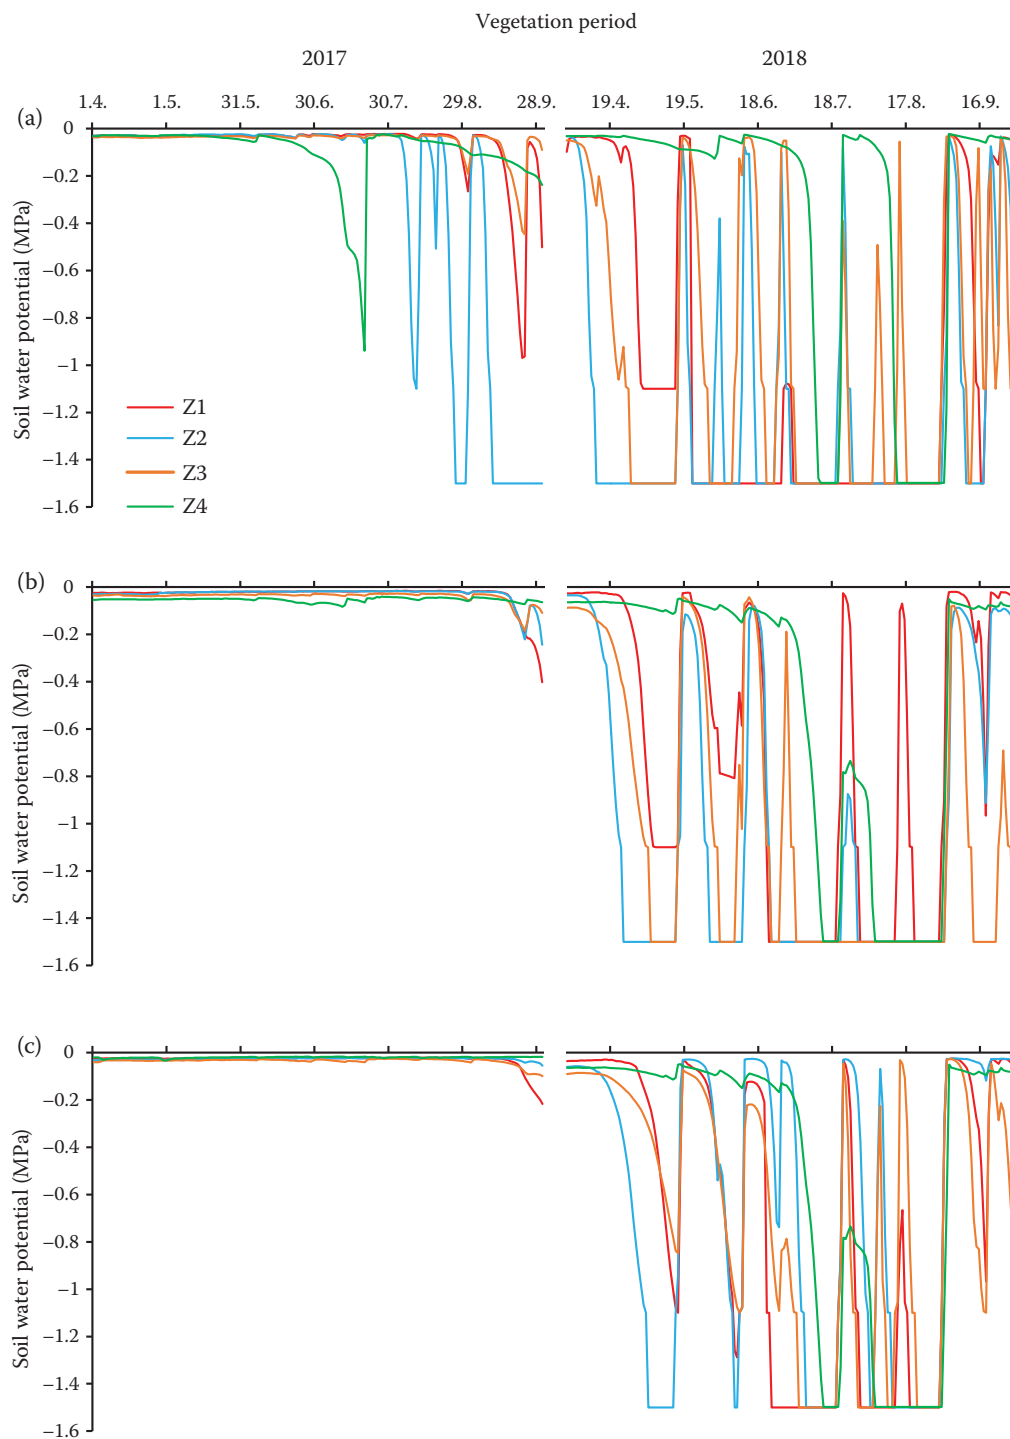 Vegetation period
2017 2018
1.4. 1.5. 31.5. 30.6. 30.7. 29.8. 28.9. 19.4. 19.5. 18.6. 18.7. 17.8. 16.9.
(a)
Soil water potential (MPa)
0
−0.2
−0.4
−0.6
−0.8
−1
−1.2
−1.4
−1.6
Z1
Z2
Z3
Z4
(b)
Soil water potential (MPa)
0
−0.2
−0.4
−0.6
−0.8
−1
−1.2
−1.4
−1.6
(c)
Soil water potential (MPa)
0
−0.2
−0.4
−0.6
−0.8
−1
−1.2
−1.4
−1.6